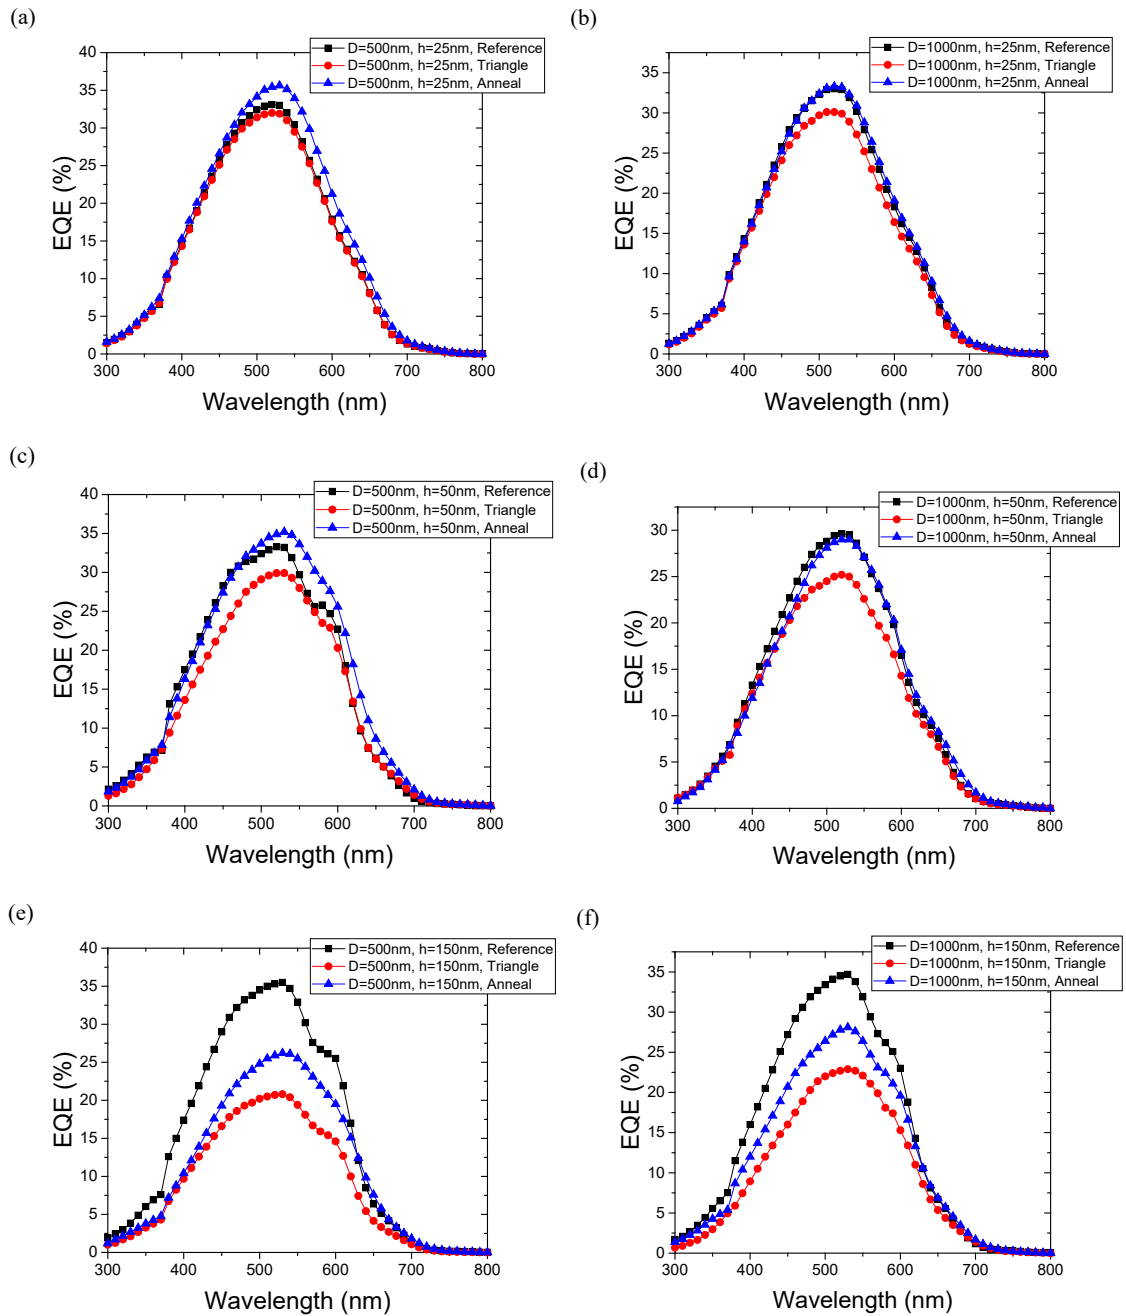 (a)
D=500nm, h=25nm, Reference
D=500nm, h=25nm, Triangle
D=500nm, h=25nm, Anneal
40
35
30
25
20
15
10
5
0
EQE (%)
300 400 500 600 700 800
Wavelength (nm)
(b)
D=1000nm, h=25nm, Reference
D=1000nm, h=25nm, Triangle
D=1000nm, h=25nm, Anneal
35
30
25
20
15
10
5
0
EQE (%)
300 400 500 600 700 800
Wavelength (nm)
(c)
D=500nm, h=50nm, Reference
D=500nm, h=50nm, Triangle
D=500nm, h=50nm, Anneal
40
35
30
25
20
15
10
5
0
EQE (%)
300 400 500 600 700 800
Wavelength (nm)
(d)
D=1000nm, h=50nm, Reference
D=1000nm, h=50nm, Triangle
D=1000nm, h=50nm, Anneal
30
25
20
15
10
5
0
EQE (%)
300 400 500 600 700 800
Wavelength (nm)
(e)
D=500nm, h=150nm, Reference
D=500nm, h=150nm, Triangle
D=500nm, h=150nm, Anneal
40
35
30
25
20
15
10
5
0
EQE (%)
300 400 500 600 700 800
Wavelength (nm)
(f)
D=1000nm, h=150nm, Reference
D=1000nm, h=150nm, Triangle
D=1000nm, h=150nm, Anneal
35
30
25
20
15
10
5
0
EQE (%)
300 400 500 600 700 800
Wavelength (nm)